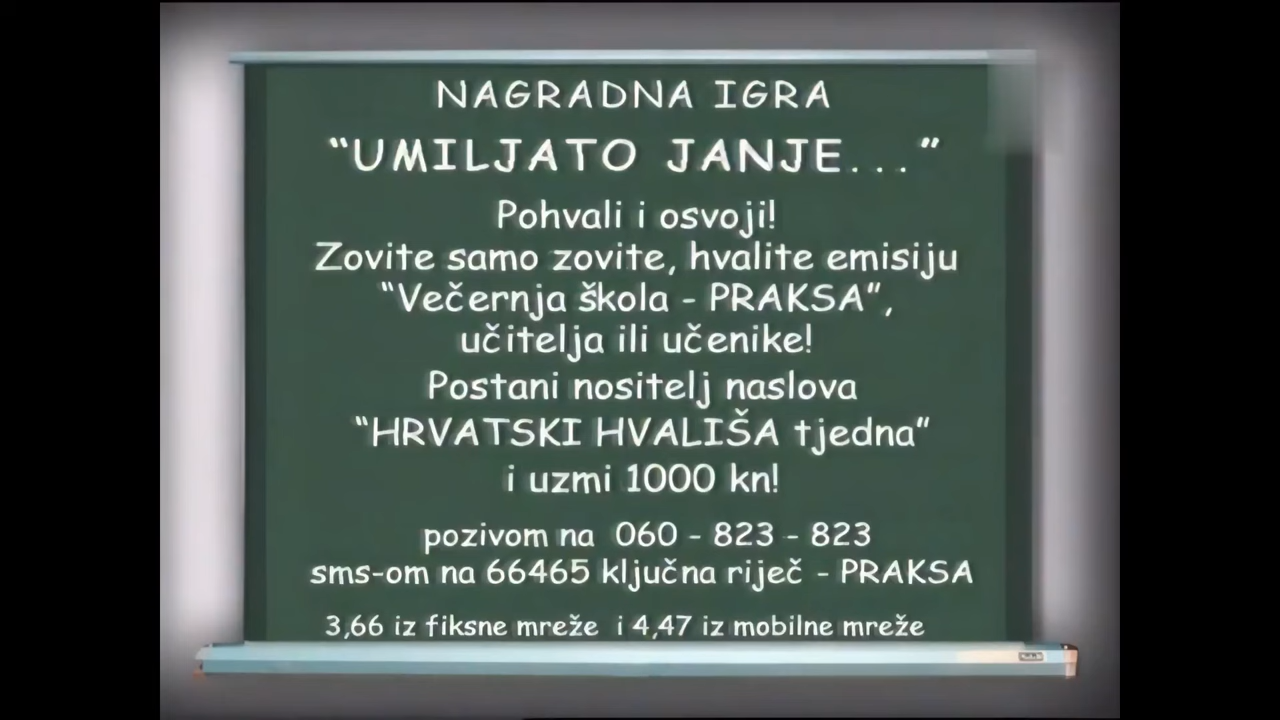 NAGRADNA IGRA
“UMILJATO JANJE...”
Pohvali i osvoji!
Zovite samo zovite, hvalite emisiju
“Večernja škola - PRAKSA”,
učitelja ili učenike!
Postani nositelj naslova
“HRVATSKI HVALIŠA tjedna”
i uzmi 1000 kn!
pozivom na 060 - 823 - 823
sms-om na 66465 ključna riječ - PRAKSA
3,66 iz fiksne mreže i 4,47 iz mobilne mreže